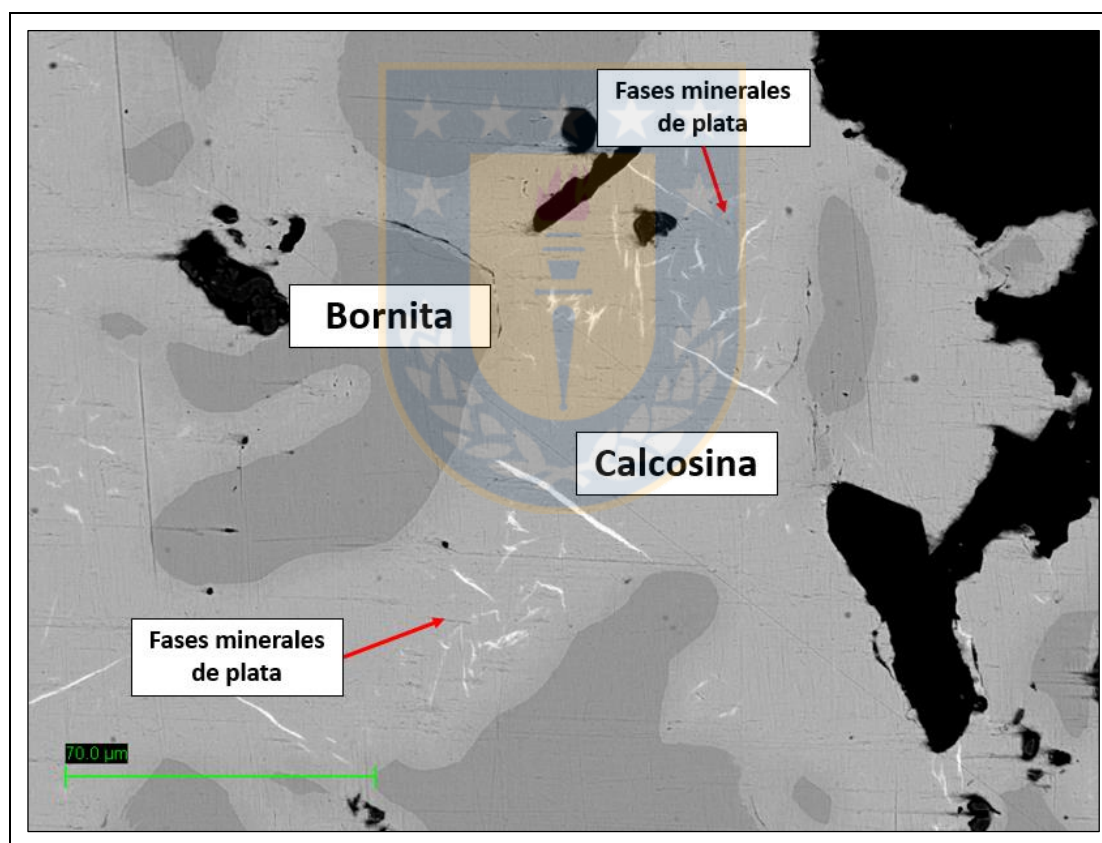 Fases minerales
de plata
Bornita
Calcosina
Fases minerales
de plata
70.0 µm